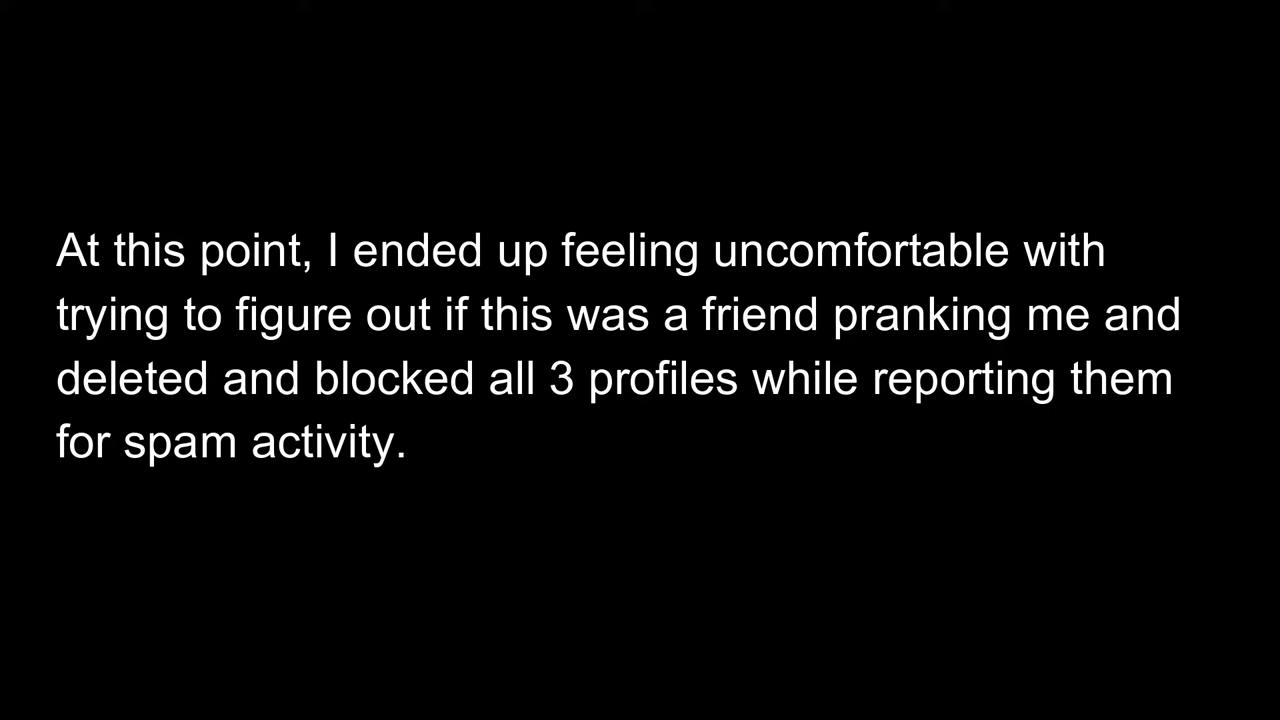 At this point, I ended up feeling uncomfortable with
trying to figure out if this was a friend pranking me and
deleted and blocked all 3 profiles while reporting them
for spam activity.